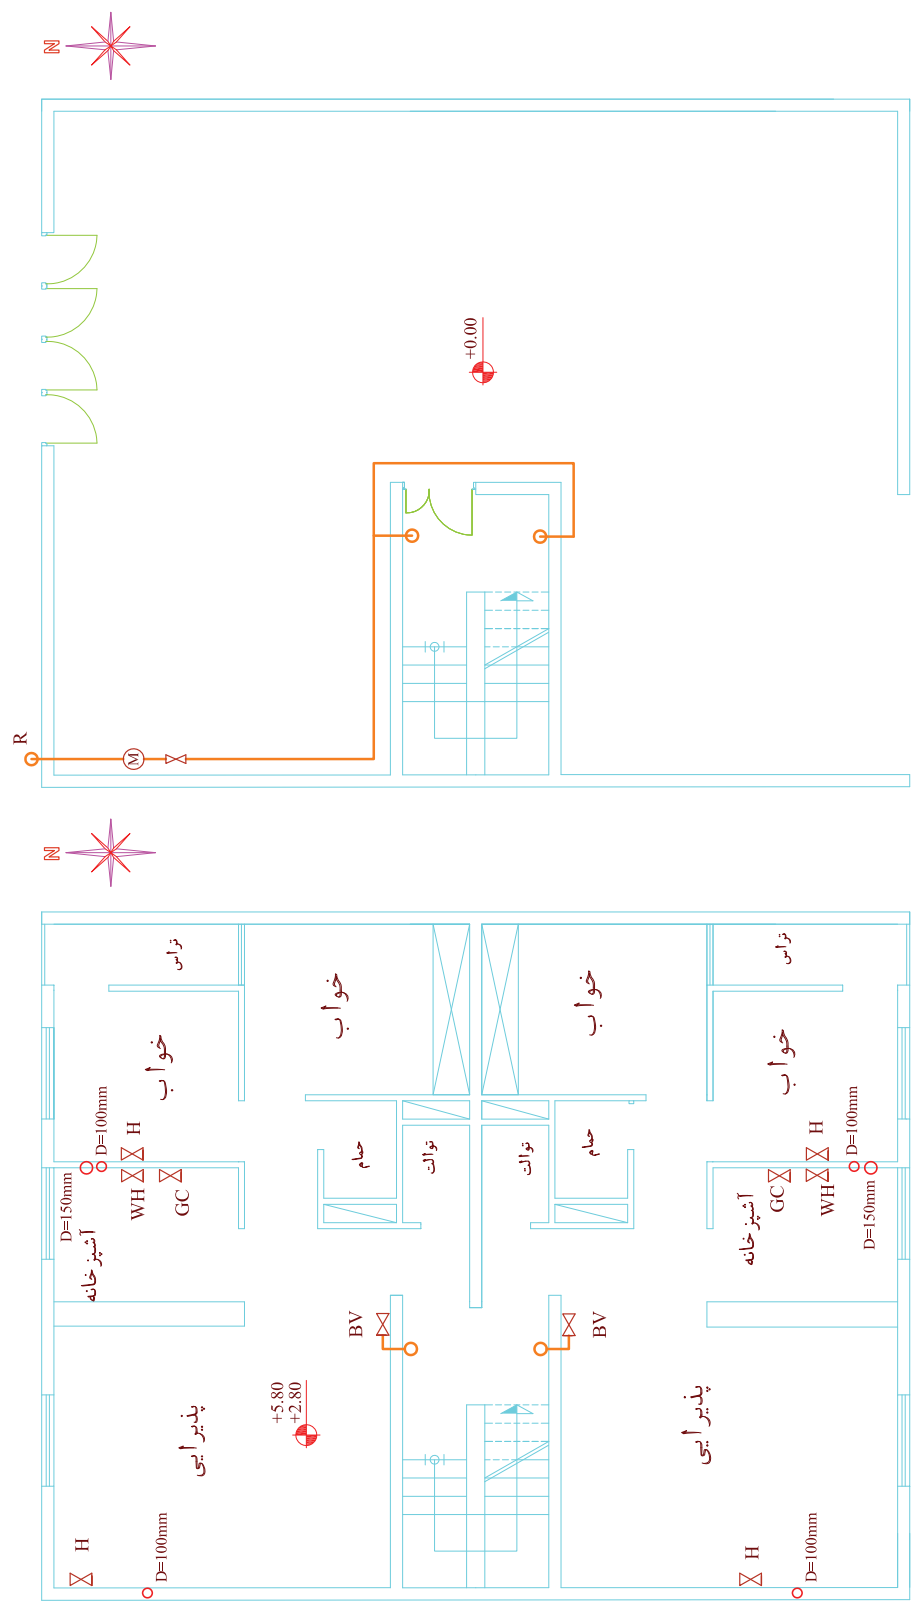 N
+0.00
R
M
N
تراس
تراس
خواب
خواب
خواب
خواب
D=100mm
H
D=150mm
WH
GC
آشپزخانه
حمام
توالت
توالت
حمام
H
D=100mm
GC
WH
D=150mm
آشپزخانه
BV
BV
+5.80
+2.80
پذیرایی
پذیرایی
H
D=100mm
H
D=100mm